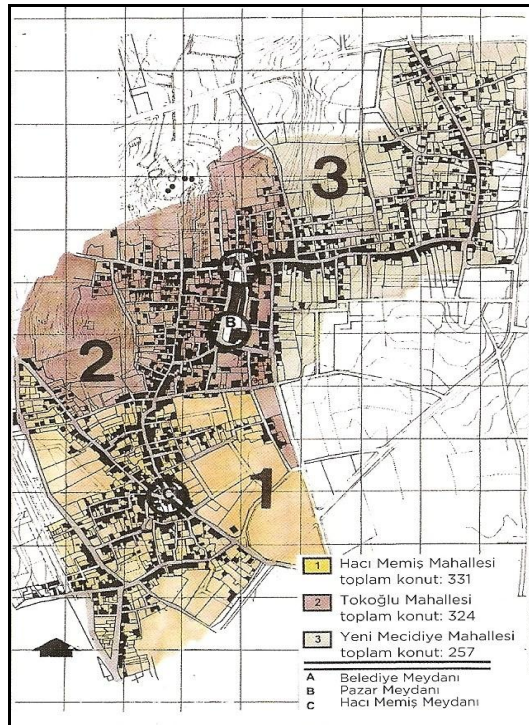 3
A
B
2
1
C
1 Hacı Memiş Mahallesi
toplam konut: 331
2 Tokoğlu Mahallesi
toplam konut: 324
3 Yeni Mecidiye Mahallesi
toplam konut: 257
A Belediye Meydanı
B Pazar Meydanı
C Hacı Memiş Meydanı